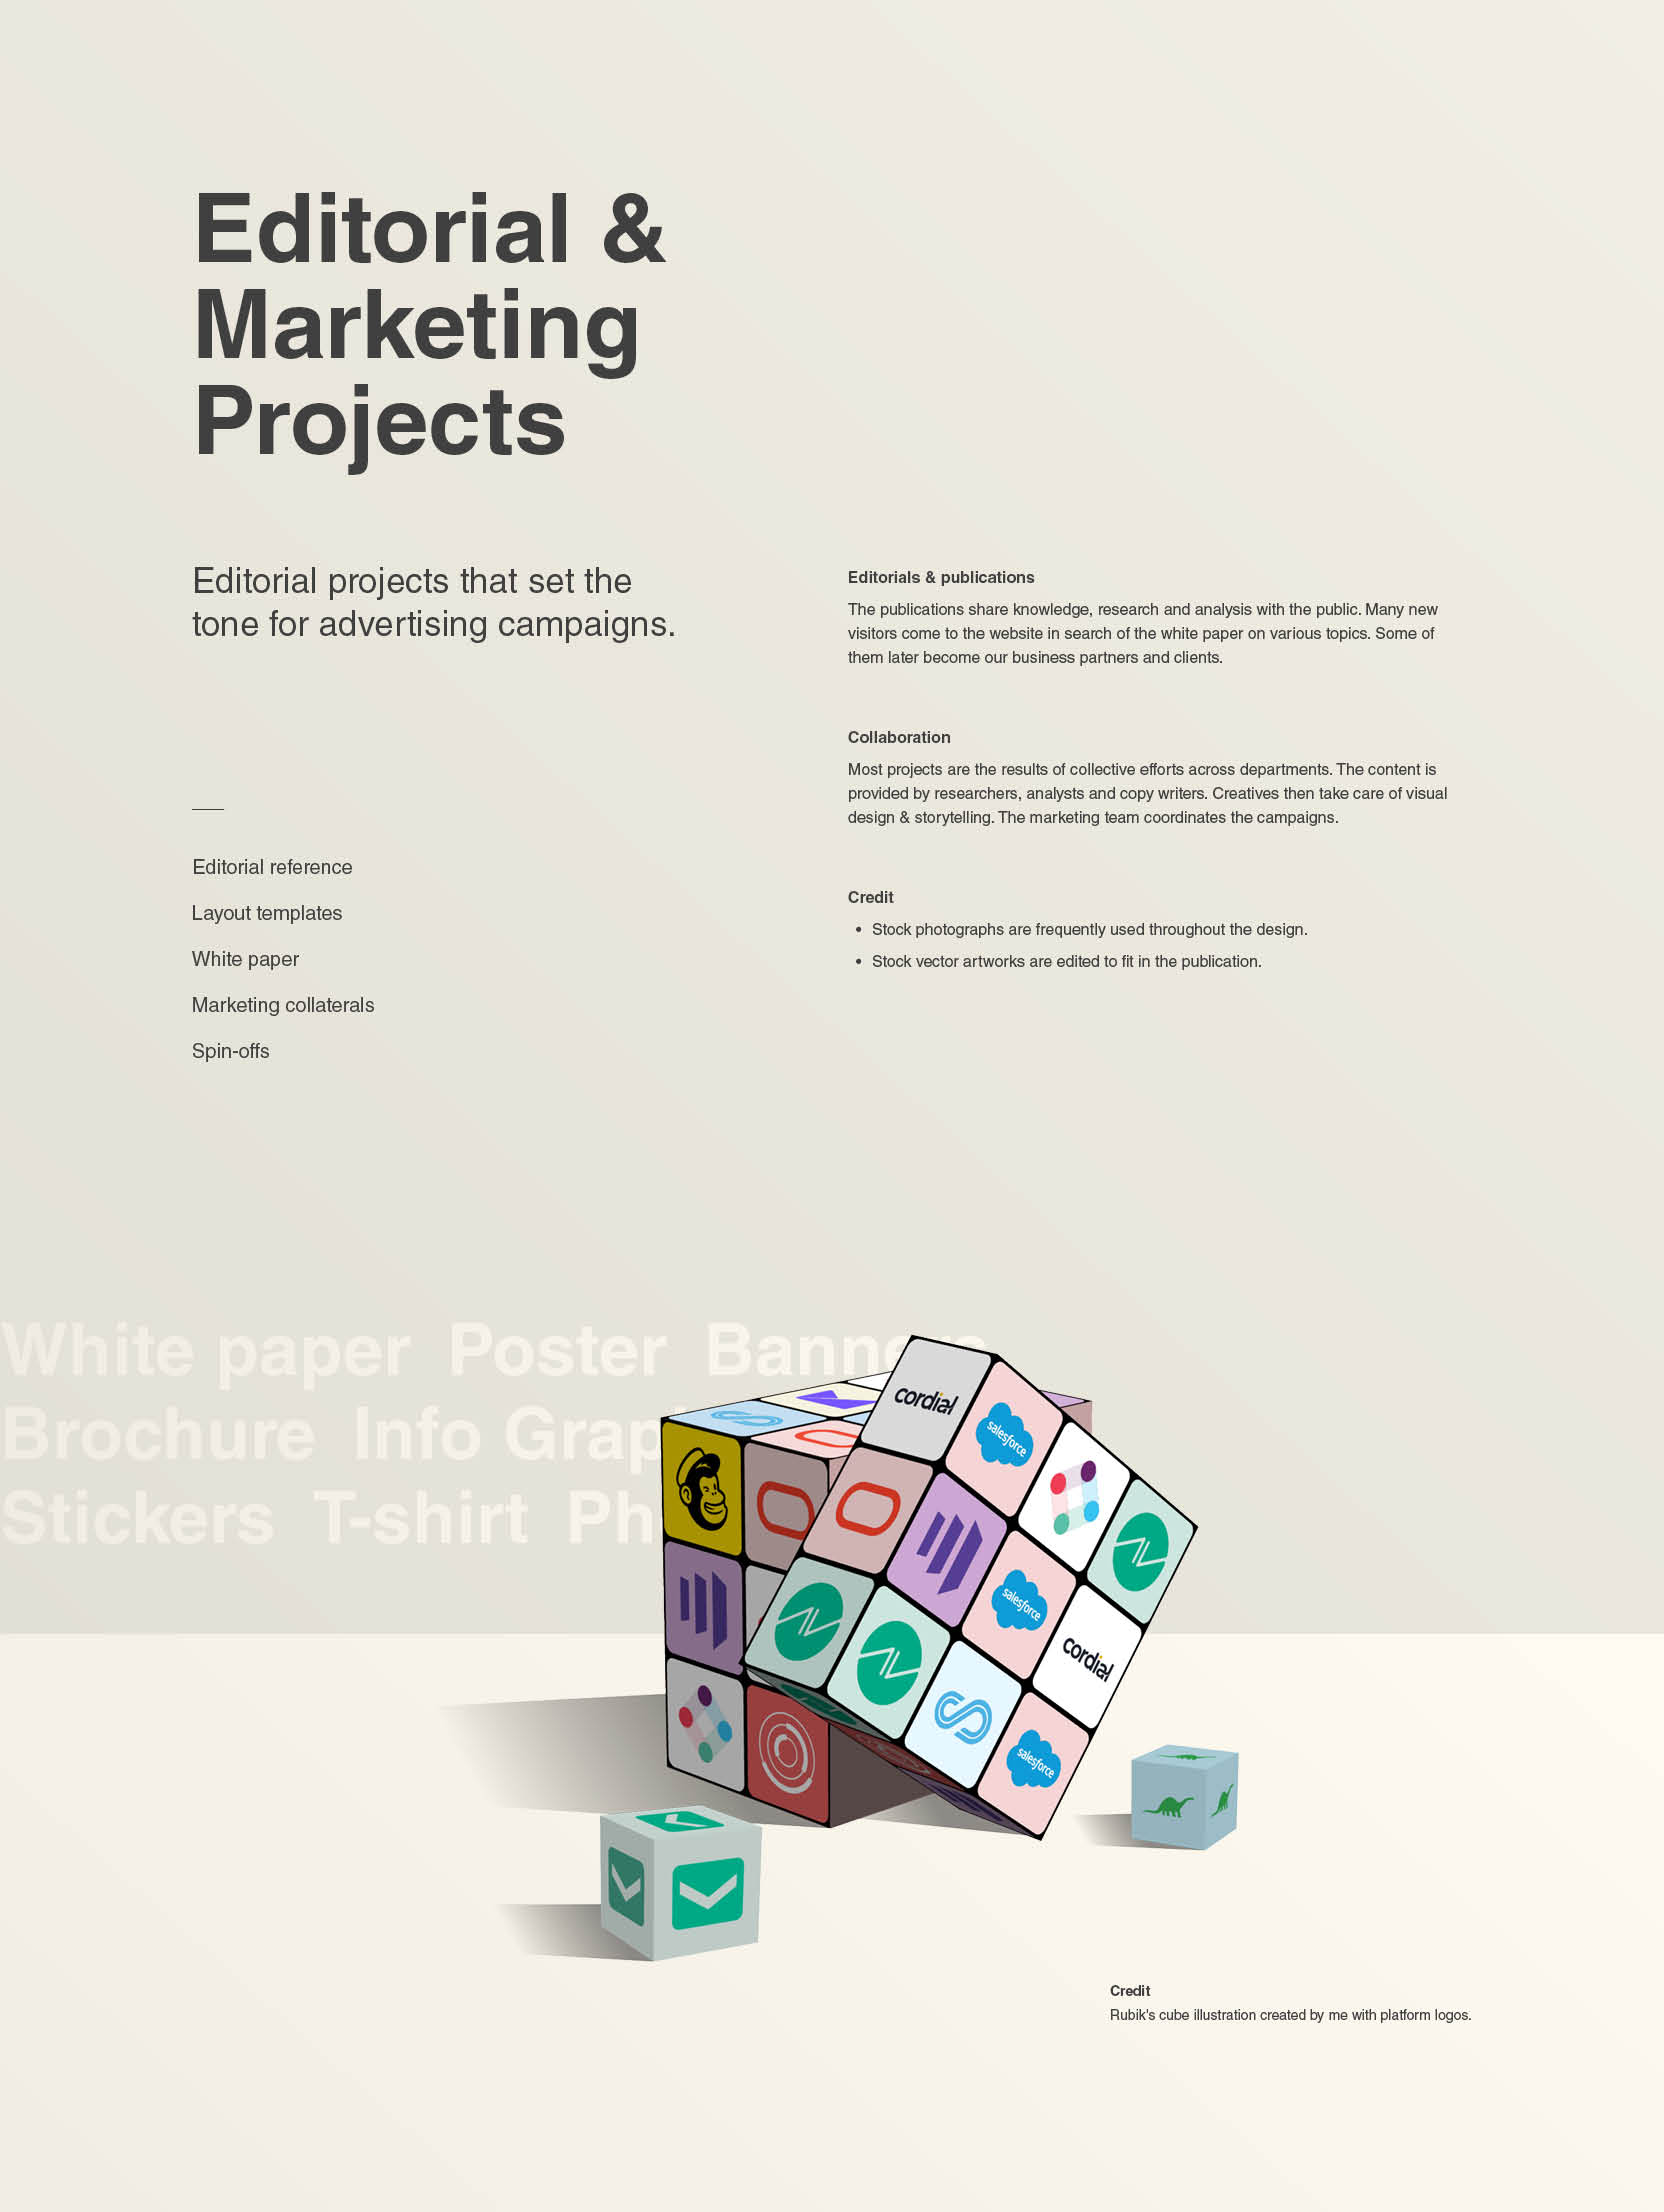 Editorial &
Marketing
Projects
Editorial projects that set the
tone for advertising campaigns.
Editorial reference
Layout templates
White paper
Marketing collaterals
Spin-offs
Editorials & publications
The publications share knowledge, research and analysis with the public. Many new
visitors come to the website in search of the white paper on various topics. Some of
them later become our business partners and clients.
Collaboration
Most projects are the results of collective efforts across departments. The content is
provided by researchers, analysts and copy writers. Creatives then take care of visual
design & storytelling. The marketing team coordinates the campaigns.
Credit
• Stock photographs are frequently used throughout the design.
• Stock vector artworks are edited to fit in the publication.
White paper Poster Banners
Brochure Info Grap
Stickers T-shirt Ph
cordial
salesforce
salesforce
cordial
salesforce
Credit
Rubik's cube illustration created by me with platform logos.